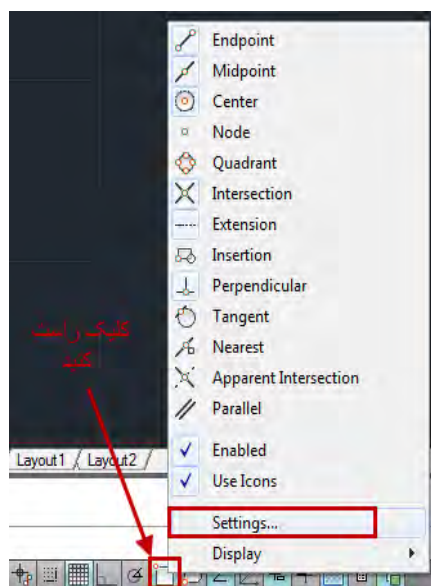 Endpoint
Midpoint
Center
Node
Quadrant
Intersection
Extension
Insertion
Perpendicular
Tangent
Nearest
Apparent Intersection
Parallel
Enabled
Use Icons
Settings...
Display
کلیک راست
کنید
Layout1 / Layout2 /